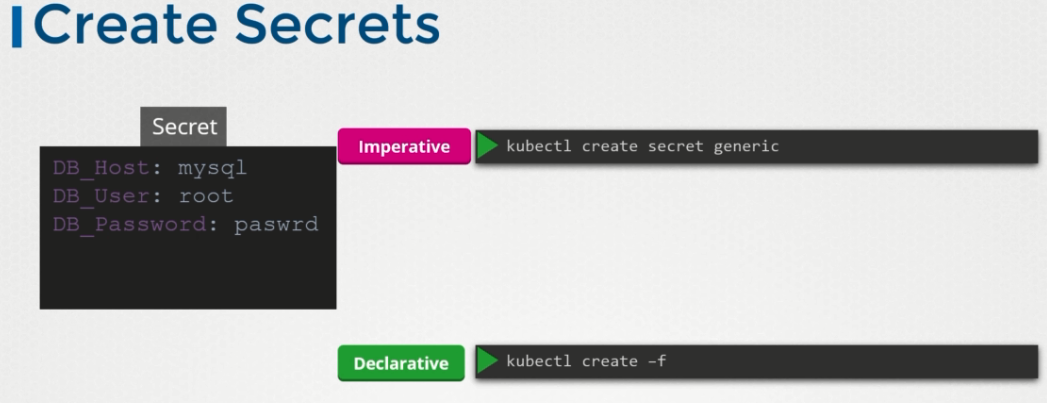 Create Secrets
Secret
DB_Host: mysql
DB_User: root
DB_Password: paswrd
Imperative
kubectl create secret generic
Declarative
kubectl create –f